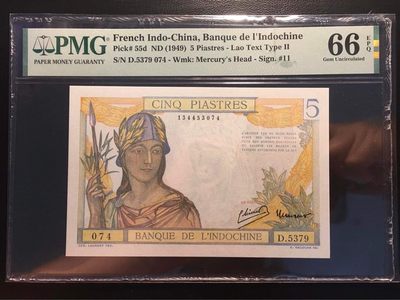 PMG
PAPER MONEY GUARANTY
French Indo-China, Banque de l'Indochine
Pick# 55d ND (1949) 5 Piastres - Lao Text Type II
S/N D.5379 074 - Wmk: Mercury's Head - Sign. #11
66 EPQ
Gem Uncirculated
CINQ PIASTRES
5
134453074
074
BANQUE DE L'INDOCHINE
D.5379